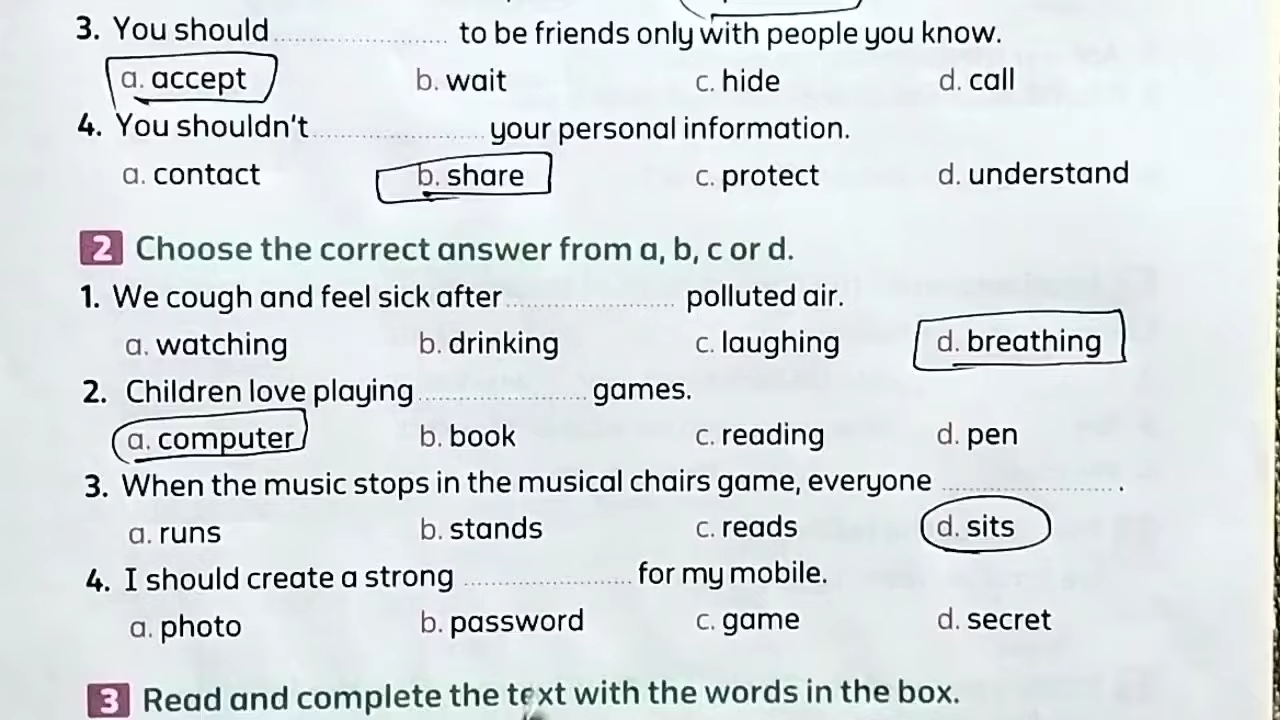 3. You should ........................ to be friends only with people you know.
a. accept b. wait c. hide d. call
4. You shouldn't ........................ your personal information.
a. contact b. share c. protect d. understand
2 Choose the correct answer from a, b, c or d.
1. We cough and feel sick after ........................ polluted air.
a. watching b. drinking c. laughing d. breathing
2. Children love playing ........................ games.
a. computer b. book c. reading d. pen
3. When the music stops in the musical chairs game, everyone ........................ .
a. runs b. stands c. reads d. sits
4. I should create a strong ........................ for my mobile.
a. photo b. password c. game d. secret
3 Read and complete the text with the words in the box.